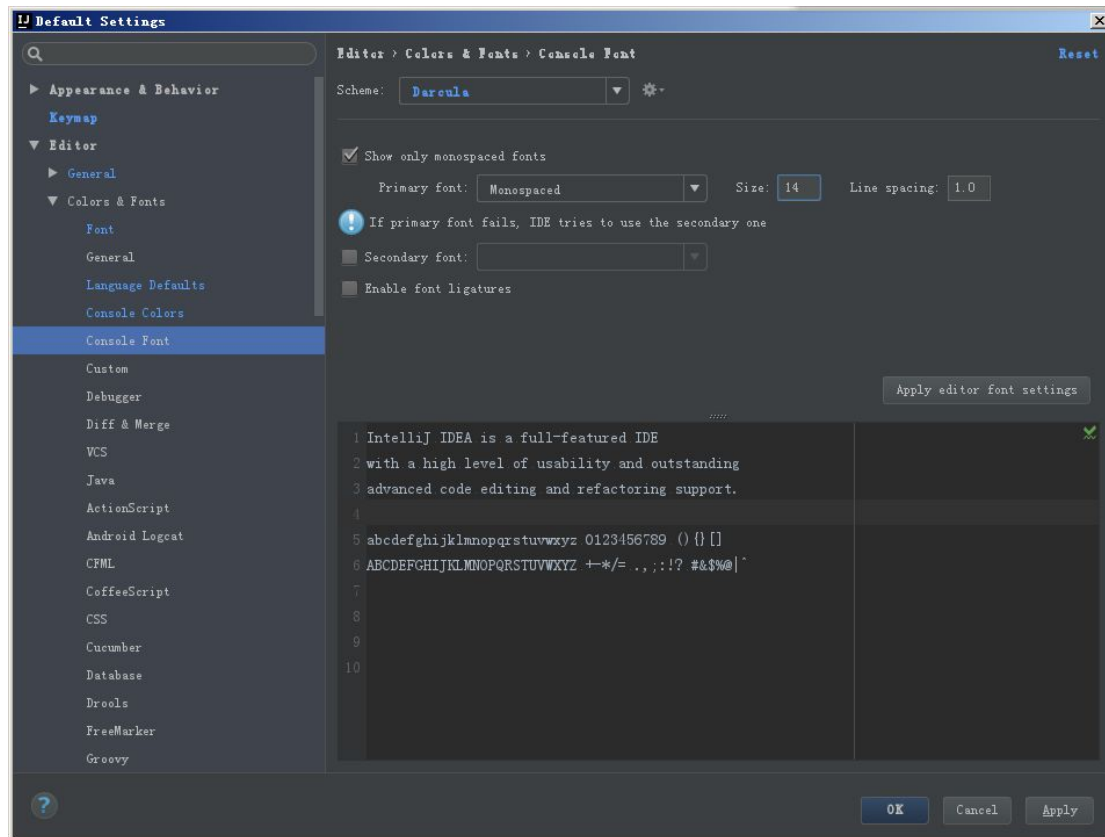 IJ Default Settings
Appearance & Behavior
Keymap
Editor
General
Colors & Fonts
Font
General
Language Defaults
Console Colors
Console Font
Custom
Debugger
Diff & Merge
VCS
Java
ActionScript
Android Logcat
CFML
CoffeeScript
CSS
Cucumber
Database
Drools
FreeMarker
Groovy
Editor › Colors & Fonts › Console Font
Reset
Scheme: Darcula
Show only monospaced fonts
Primary font: Monospaced Size: 14 Line spacing: 1.0
If primary font fails, IDE tries to use the secondary one
Secondary font:
Enable font ligatures
Apply editor font settings
1 IntelliJ IDEA is a full-featured IDE
2 with a high level of usability and outstanding
3 advanced code editing and refactoring support.
4
5 abcdefghijklmnopqrstuvwxyz 0123456789 (){}[]
6 ABCDEFGHIJKLMNOPQRSTUVWXYZ +-*/= .,;:!? #&$%@|^
7
8
9
10
? OK Cancel Apply